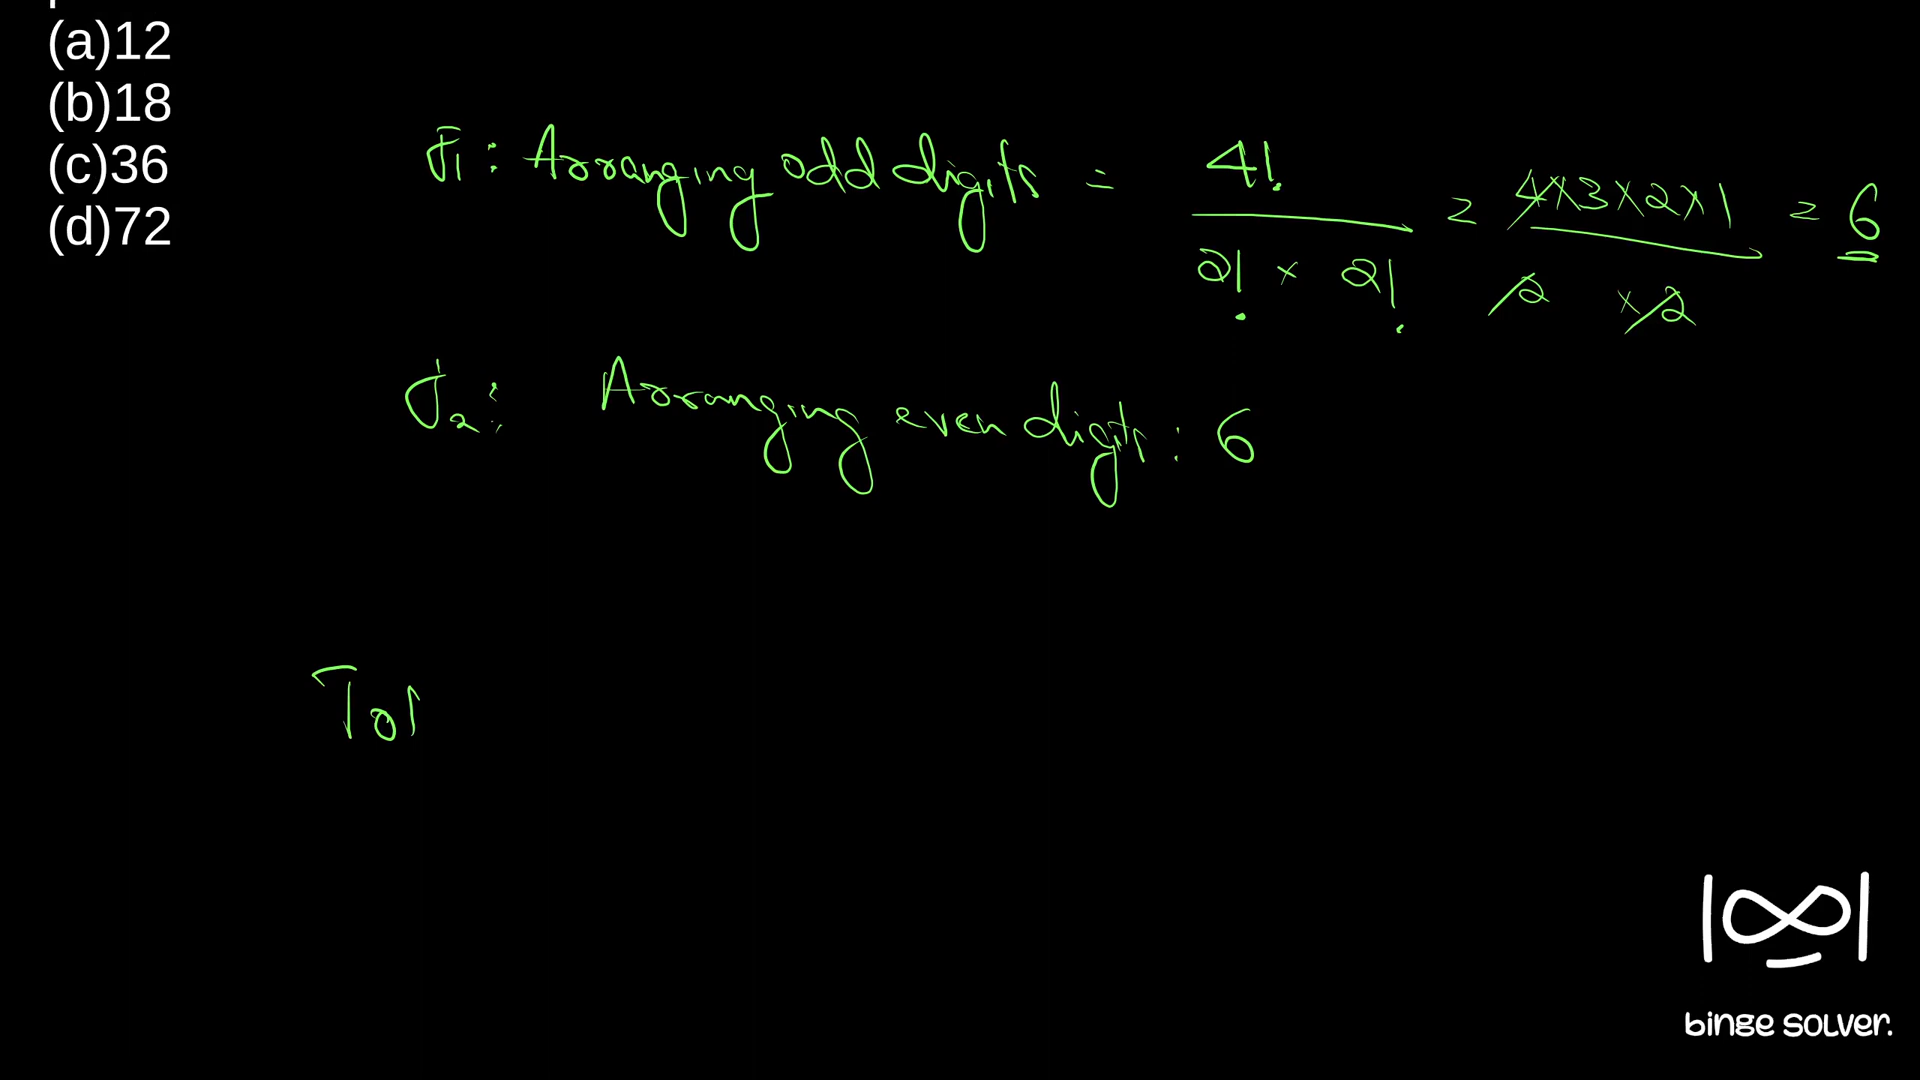 (a)12
(b)18
(c)36
(d)72
J1: Arranging odd digits = 4! / 2! × 2! = 4×3×2×1 / 2 ×2 = 6
J2: Arranging even digits: 6
Tot
binge solver.